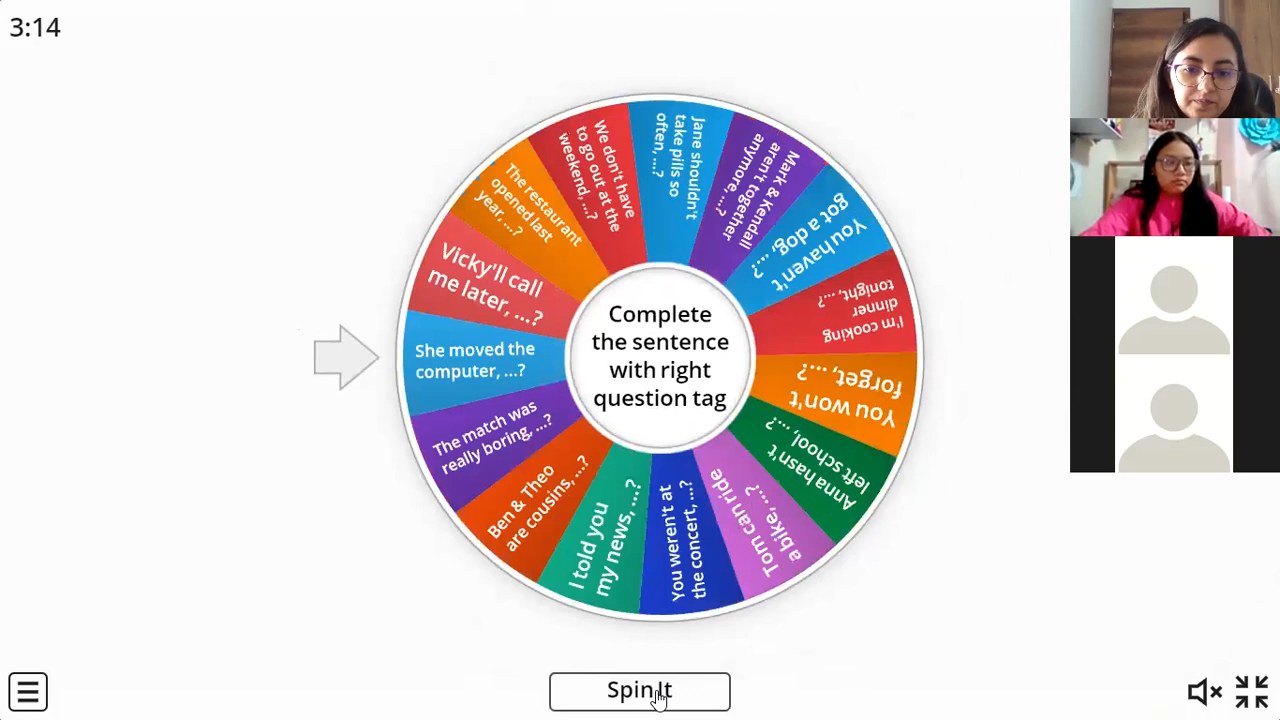 3:14
Jane shouldn't
take pills so
often, ...?
Mark & Kendall
aren't together
anymore, ...?
You haven't
got a dog, ...?
I'm cooking
dinner
tonight, ...?
You won't
forget, ...?
Anna hasn't
left school, ...?
Tom can ride
a bike, ...?
You weren't at
the concert, ...?
I told you
my news, ...?
Ben & Theo
are cousins, ...?
The match was
really boring, ...?
She moved the
computer, ...?
Vicky'll call
me later, ...?
The restaurant
opened last
year, ...?
We don't have
to go out at the
weekend, ...?
Complete
the sentence
with right
question tag
Spin It